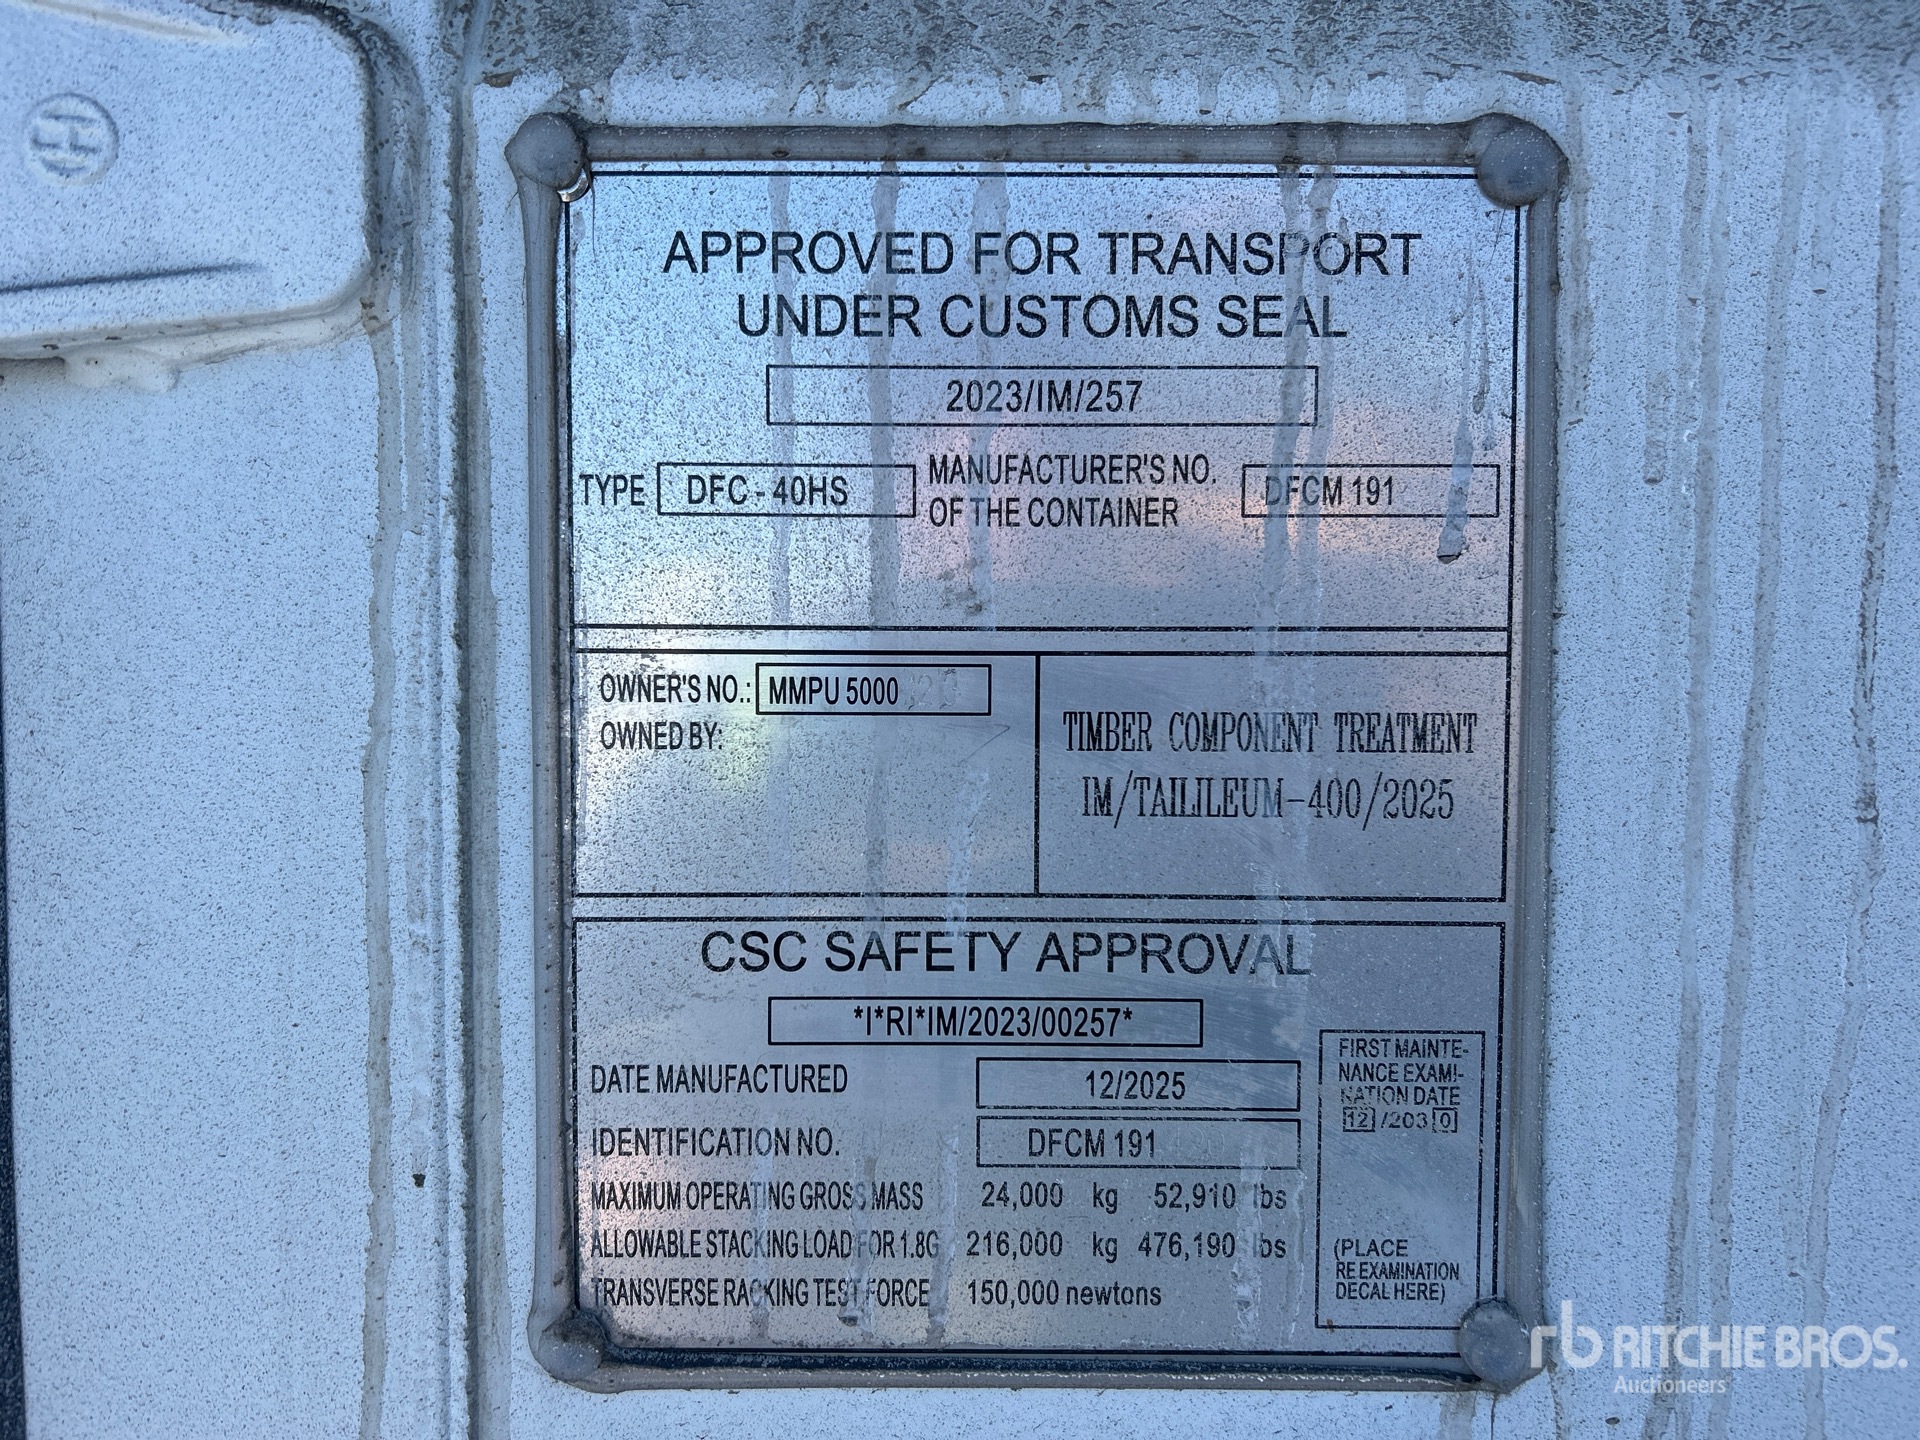 H
APPROVED FOR TRANSPORT
UNDER CUSTOMS SEAL
2023/IM/257
TYPE DFC-40HS MANUFACTURER'S NO. OF THE CONTAINER DFCM 191
OWNER'S NO.: MMPU 5000
OWNED BY:
TIMBER COMPONENT TREATMENT
IM/TAILILEUM-400/2025
CSC SAFETY APPROVAL
*I*RI*IM/2023/00257*
DATE MANUFACTURED 12/2025
IDENTIFICATION NO. DFCM 191
MAXIMUM OPERATING GROSS MASS 24,000 kg 52,910 lbs
ALLOWABLE STACKING LOAD FOR 1.8G 216,000 kg 476,190 lbs
TRANSVERSE RACKING TEST FORCE 150,000 newtons
FIRST MAINTE-
NANCE EXAMI-
NATION DATE
12/2030
(PLACE
REEXAMINATION
DECAL HERE)
rb RITCHIE BROS.
Auctioneers